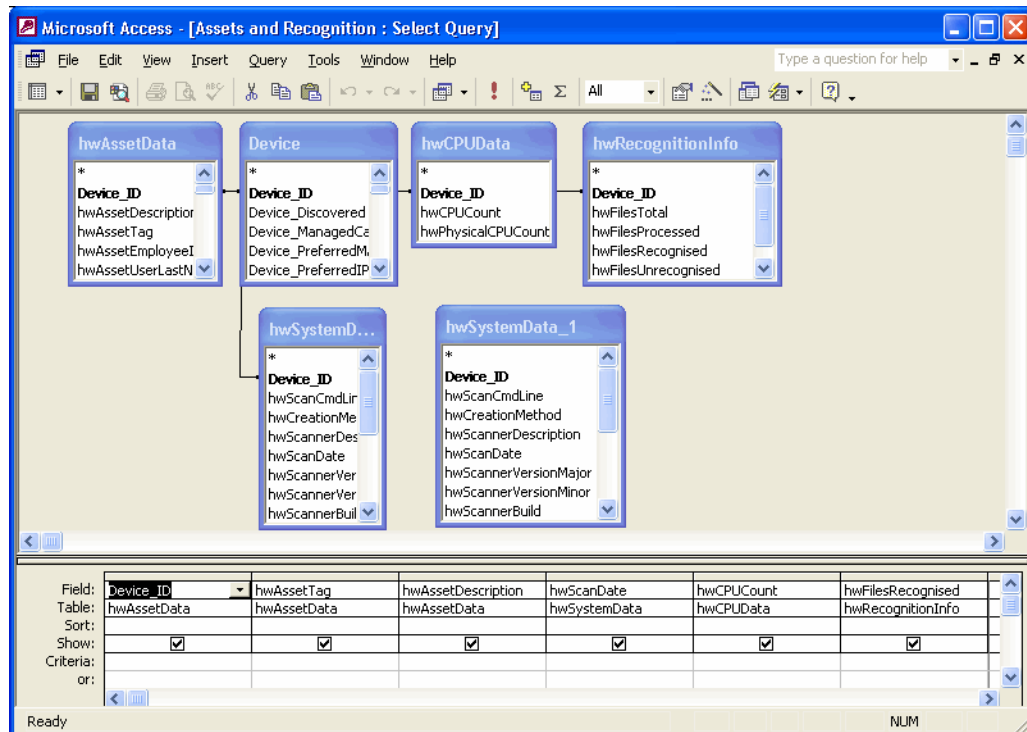 Microsoft Access - [Assets and Recognition : Select Query]
File Edit View Insert Query Tools Window Help Type a question for help
ABC All
hwAssetData Device hwCPUData hwRecognitionInfo
* * * *
Device_ID Device_ID Device_ID Device_ID
hwAssetDescription Device_Discovered hwCPUCount hwFilesTotal
hwAssetTag Device_ManagedCa hwPhysicalCPUCount hwFilesProcessed
hwAssetEmployeeI Device_PreferredM hwFilesRecognised
hwAssetUserLastN Device_PreferredIP hwFilesUnrecognised
hwSystemD... hwSystemData_1
* *
Device_ID Device_ID
hwScanCmdLin hwScanCmdLine
hwCreationMe hwCreationMethod
hwScannerDes hwScannerDescription
hwScanDate hwScanDate
hwScannerVer hwScannerVersionMajor
hwScannerVer hwScannerVersionMinor
hwScannerBuil hwScannerBuild
Field: Device_ID hwAssetTag hwAssetDescription hwScanDate hwCPUCount hwFilesRecognised
Table: hwAssetData hwAssetData hwAssetData hwSystemData hwCPUData hwRecognitionInfo
Sort:
Show:
Criteria:
or:
Ready NUM